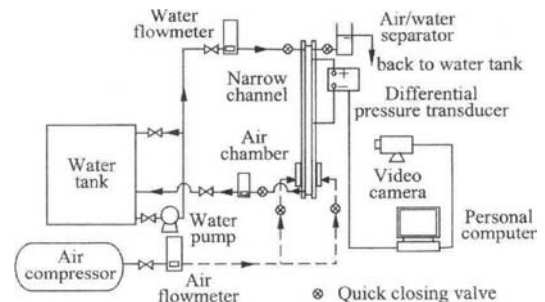 Water
flowmeter
Air/water
separator
back to water tank
Narrow
channel
+
−
Differential
pressure transducer
Air
chamber
Water
tank
Video
camera
Water
pump
Personal
computer
Air
compressor
Air
flowmeter
Quick closing valve